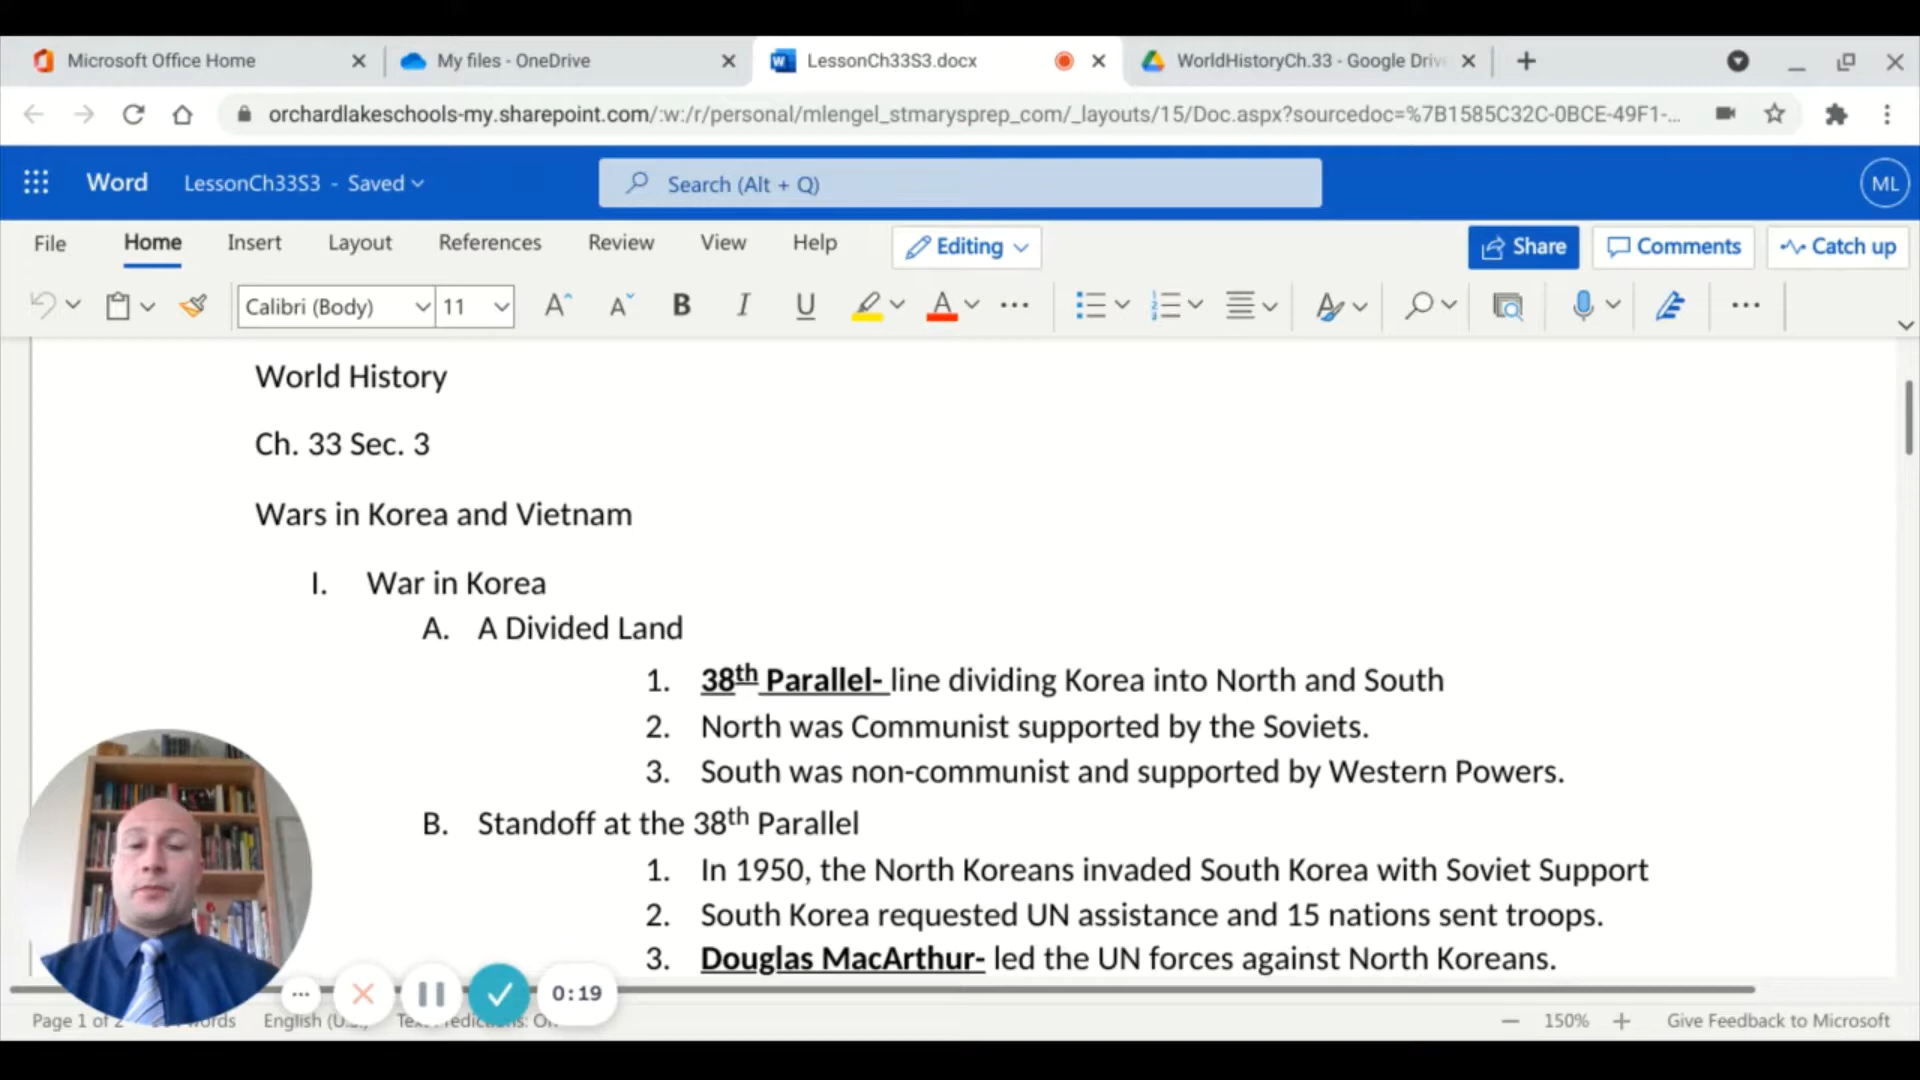 Microsoft Office Home
My files - OneDrive
LessonCh33S3.docx
WorldHistoryCh.33 - Google Driv
orchardlakeschools-my.sharepoint.com/:w:/r/personal/mlengel_stmarysprep_com/_layouts/15/Doc.aspx?sourcedoc=%7B1585C32C-0BCE-49F1-...
Word LessonCh33S3 - Saved
Search (Alt + Q)
ML
File Home Insert Layout References Review View Help Editing
Share Comments Catch up
Calibri (Body) 11
World History
Ch. 33 Sec. 3
Wars in Korea and Vietnam
I. War in Korea
A. A Divided Land
1. 38th Parallel- line dividing Korea into North and South
2. North was Communist supported by the Soviets.
3. South was non-communist and supported by Western Powers.
B. Standoff at the 38th Parallel
1. In 1950, the North Koreans invaded South Korea with Soviet Support
2. South Korea requested UN assistance and 15 nations sent troops.
3. Douglas MacArthur- led the UN forces against North Koreans.
0:19
Page 1 of 2 words English (U. 150% Give Feedback to Microsoft